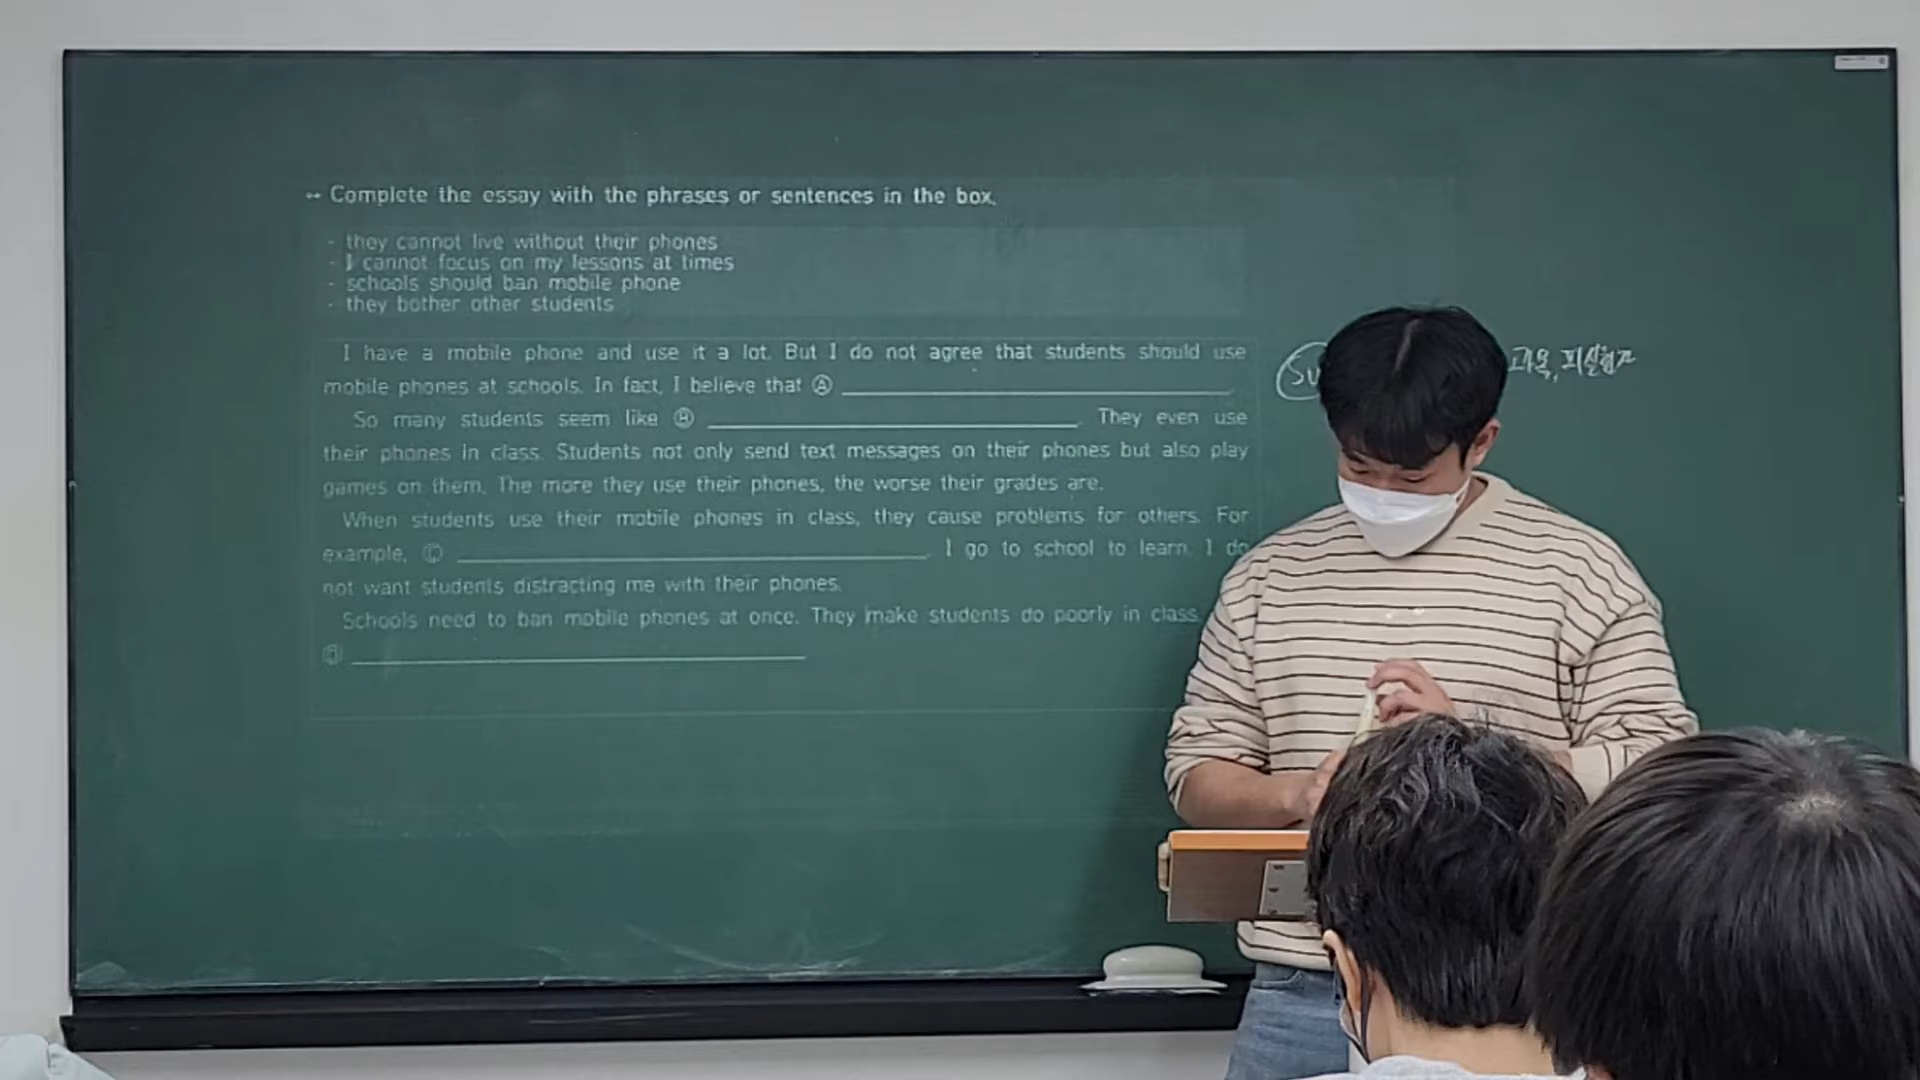 Complete the essay with the phrases or sentences in the box.
- they cannot live without their phones
- I cannot focus on my lessons at times
- schools should ban mobile phone
- they bother other students
I have a mobile phone and use it a lot. But I do not agree that students should use
mobile phones at schools. In fact, I believe that Ⓐ
So many students seem like Ⓑ . They even use
their phones in class. Students not only send text messages on their phones but also play
games on them. The more they use their phones, the worse their grades are.
When students use their mobile phones in class, they cause problems for others. For
example, Ⓒ . I go to school to learn. I do
not want students distracting me with their phones.
Schools need to ban mobile phones at once. They make students do poorly in class
Ⓓ
Su
과목, 피실험자